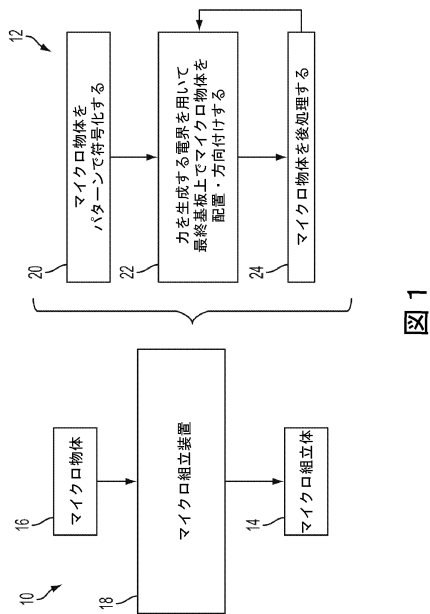 10
16
マイクロ物体
18
マイクロ組立装置
14
マイクロ組立体
12
20
マイクロ物体を
パターンで符号化する
22
力を生成する電界を用いて
最終基板上でマイクロ物体を
配置・方向付けする
24
マイクロ物体を後処理する
図1